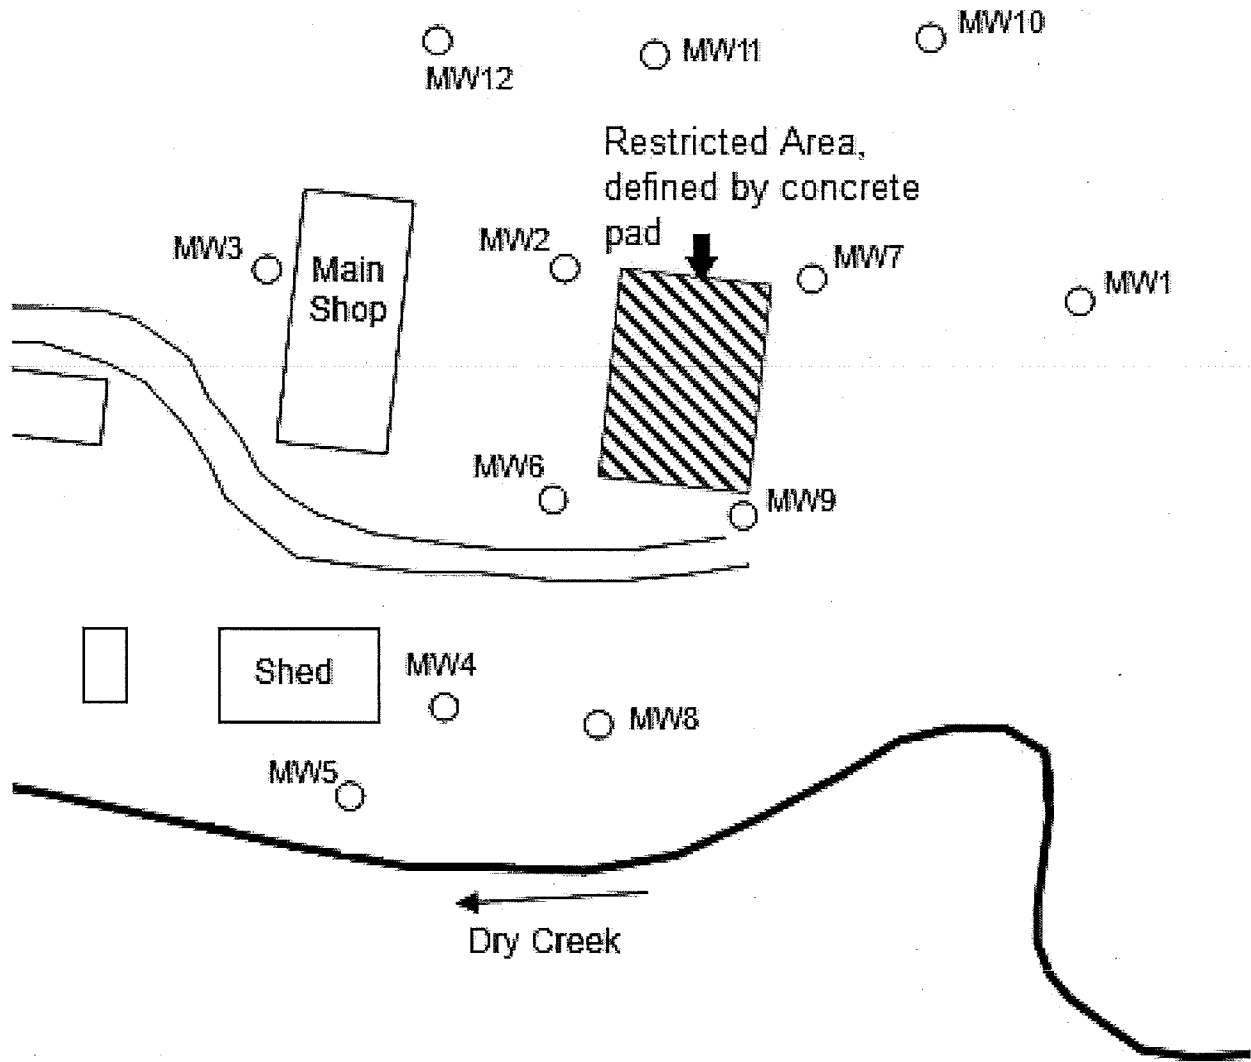 MW10
MW11
MW12
Restricted Area,
defined by concrete
pad
MW3
Main
Shop
MW2
MW7
MW1
MW6
MW9
Shed
MW4
MW8
MW5
Dry Creek